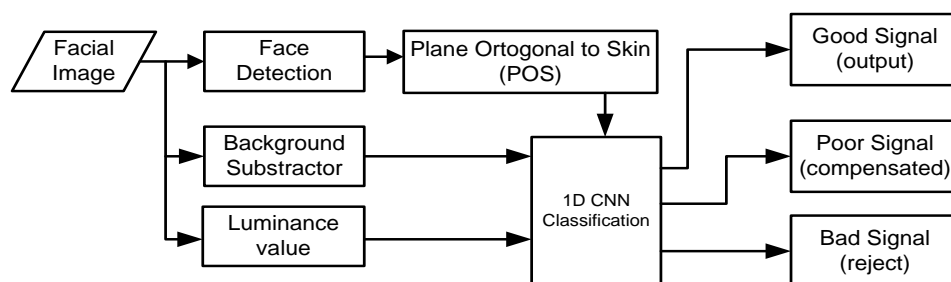 Facial
Image
Face
Detection
Plane Ortogonal to Skin
(POS)
Good Signal
(output)
Background
Substractor
1D CNN
Classification
Poor Signal
(compensated)
Luminance
value
Bad Signal
(reject)